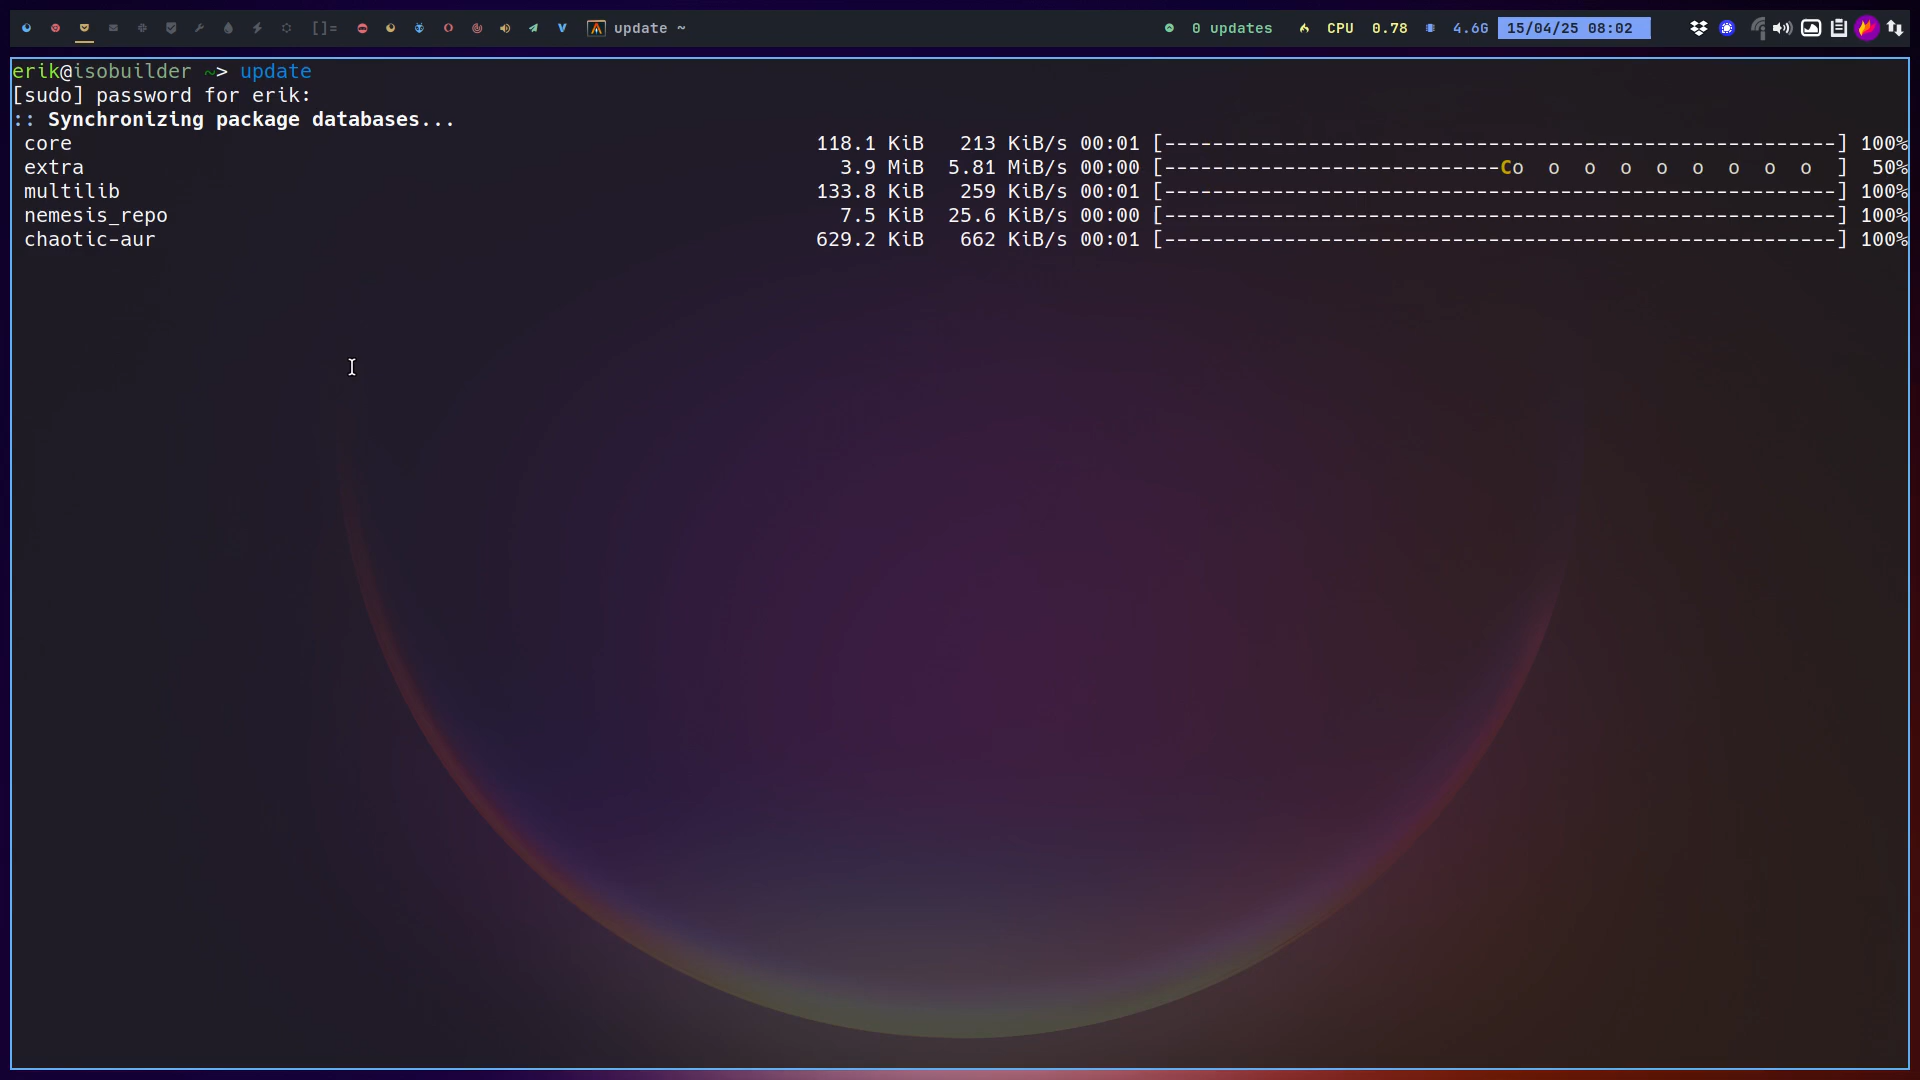 []= V update ~ 0 updates CPU 0.78 4.6G 15/04/25 08:02
erik@isobuilder ~> update
[sudo] password for erik:
:: Synchronizing package databases...
core 118.1 KiB 213 KiB/s 00:01 [--------------------------------------------------------] 100%
extra 3.9 MiB 5.81 MiB/s 00:00 [----------------------------Co  o  o  o  o  o  o  o  o  ] 50%
multilib 133.8 KiB 259 KiB/s 00:01 [--------------------------------------------------------] 100%
nemesis_repo 7.5 KiB 25.6 KiB/s 00:00 [--------------------------------------------------------] 100%
chaotic-aur 629.2 KiB 662 KiB/s 00:01 [--------------------------------------------------------] 100%